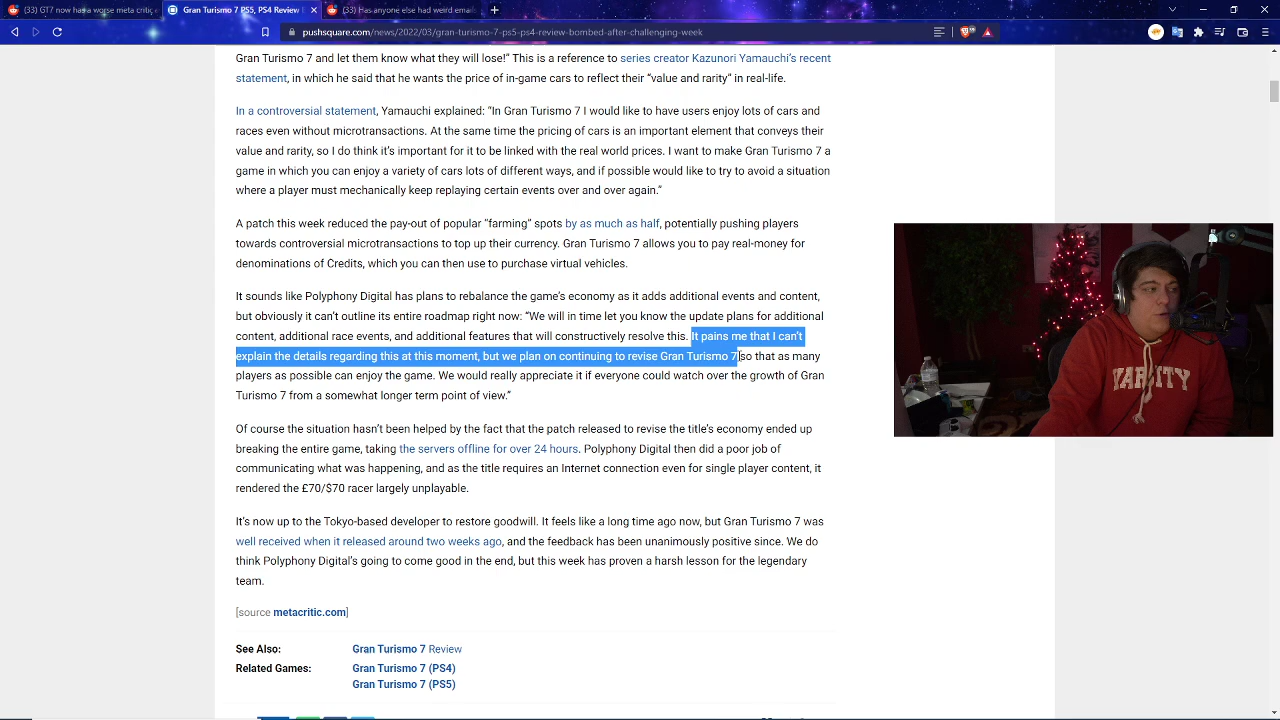 (33) GT7 now has a worse meta critic
Gran Turismo 7 PS5, PS4 Review
(33) Has anyone else had weird email
pushsquare.com/news/2022/03/gran-turismo-7-ps5-ps4-review-bombed-after-challenging-week
Gran Turismo 7 and let them know what they will lose!” This is a reference to series creator Kazunori Yamauchi’s recent
statement, in which he said that he wants the price of in-game cars to reflect their “value and rarity” in real-life.
In a controversial statement, Yamauchi explained: “In Gran Turismo 7 I would like to have users enjoy lots of cars and
races even without microtransactions. At the same time the pricing of cars is an important element that conveys their
value and rarity, so I do think it’s important for it to be linked with the real world prices. I want to make Gran Turismo 7 a
game in which you can enjoy a variety of cars lots of different ways, and if possible would like to try to avoid a situation
where a player must mechanically keep replaying certain events over and over again.”
A patch this week reduced the pay-out of popular “farming” spots by as much as half, potentially pushing players
towards controversial microtransactions to top up their currency. Gran Turismo 7 allows you to pay real-money for
denominations of Credits, which you can then use to purchase virtual vehicles.
It sounds like Polyphony Digital has plans to rebalance the game’s economy as it adds additional events and content,
but obviously it can’t outline its entire roadmap right now: “We will in time let you know the update plans for additional
content, additional race events, and additional features that will constructively resolve this. It pains me that I can’t
explain the details regarding this at this moment, but we plan on continuing to revise Gran Turismo 7 so that as many
players as possible can enjoy the game. We would really appreciate it if everyone could watch over the growth of Gran
Turismo 7 from a somewhat longer term point of view.”
Of course the situation hasn’t been helped by the fact that the patch released to revise the title’s economy ended up
breaking the entire game, taking the servers offline for over 24 hours. Polyphony Digital then did a poor job of
communicating what was happening, and as the title requires an Internet connection even for single player content, it
rendered the £70/$70 racer largely unplayable.
It’s now up to the Tokyo-based developer to restore goodwill. It feels like a long time ago now, but Gran Turismo 7 was
well received when it released around two weeks ago, and the feedback has been unanimously positive since. We do
think Polyphony Digital’s going to come good in the end, but this week has proven a harsh lesson for the legendary
team.
[source metacritic.com]
See Also: Gran Turismo 7 Review
Related Games: Gran Turismo 7 (PS4)
Gran Turismo 7 (PS5)
VARSITY